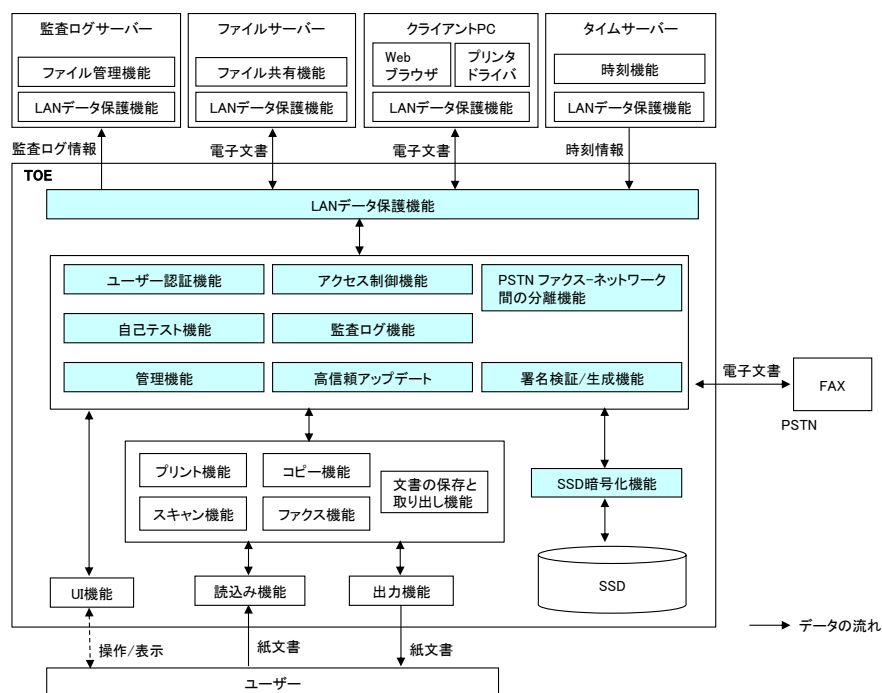 監査ログサーバー
ファイルサーバー
クライアントPC
タイムサーバー
ファイル管理機能
ファイル共有機能
Web
ブラウザ
プリンタ
ドライバ
時刻機能
LANデータ保護機能
LANデータ保護機能
LANデータ保護機能
LANデータ保護機能
監査ログ情報
電子文書
電子文書
時刻情報
TOE
LANデータ保護機能
ユーザー認証機能
アクセス制御機能
PSTN ファクス-ネットワーク
間の分離機能
自己テスト機能
監査ログ機能
管理機能
高信頼アップデート
署名検証/生成機能
電子文書
FAX
PSTN
プリント機能
コピー機能
文書の保存と
取り出し機能
スキャン機能
ファクス機能
SSD暗号化機能
UI機能
読込み機能
出力機能
SSD
データの流れ
操作/表示
紙文書
紙文書
ユーザー